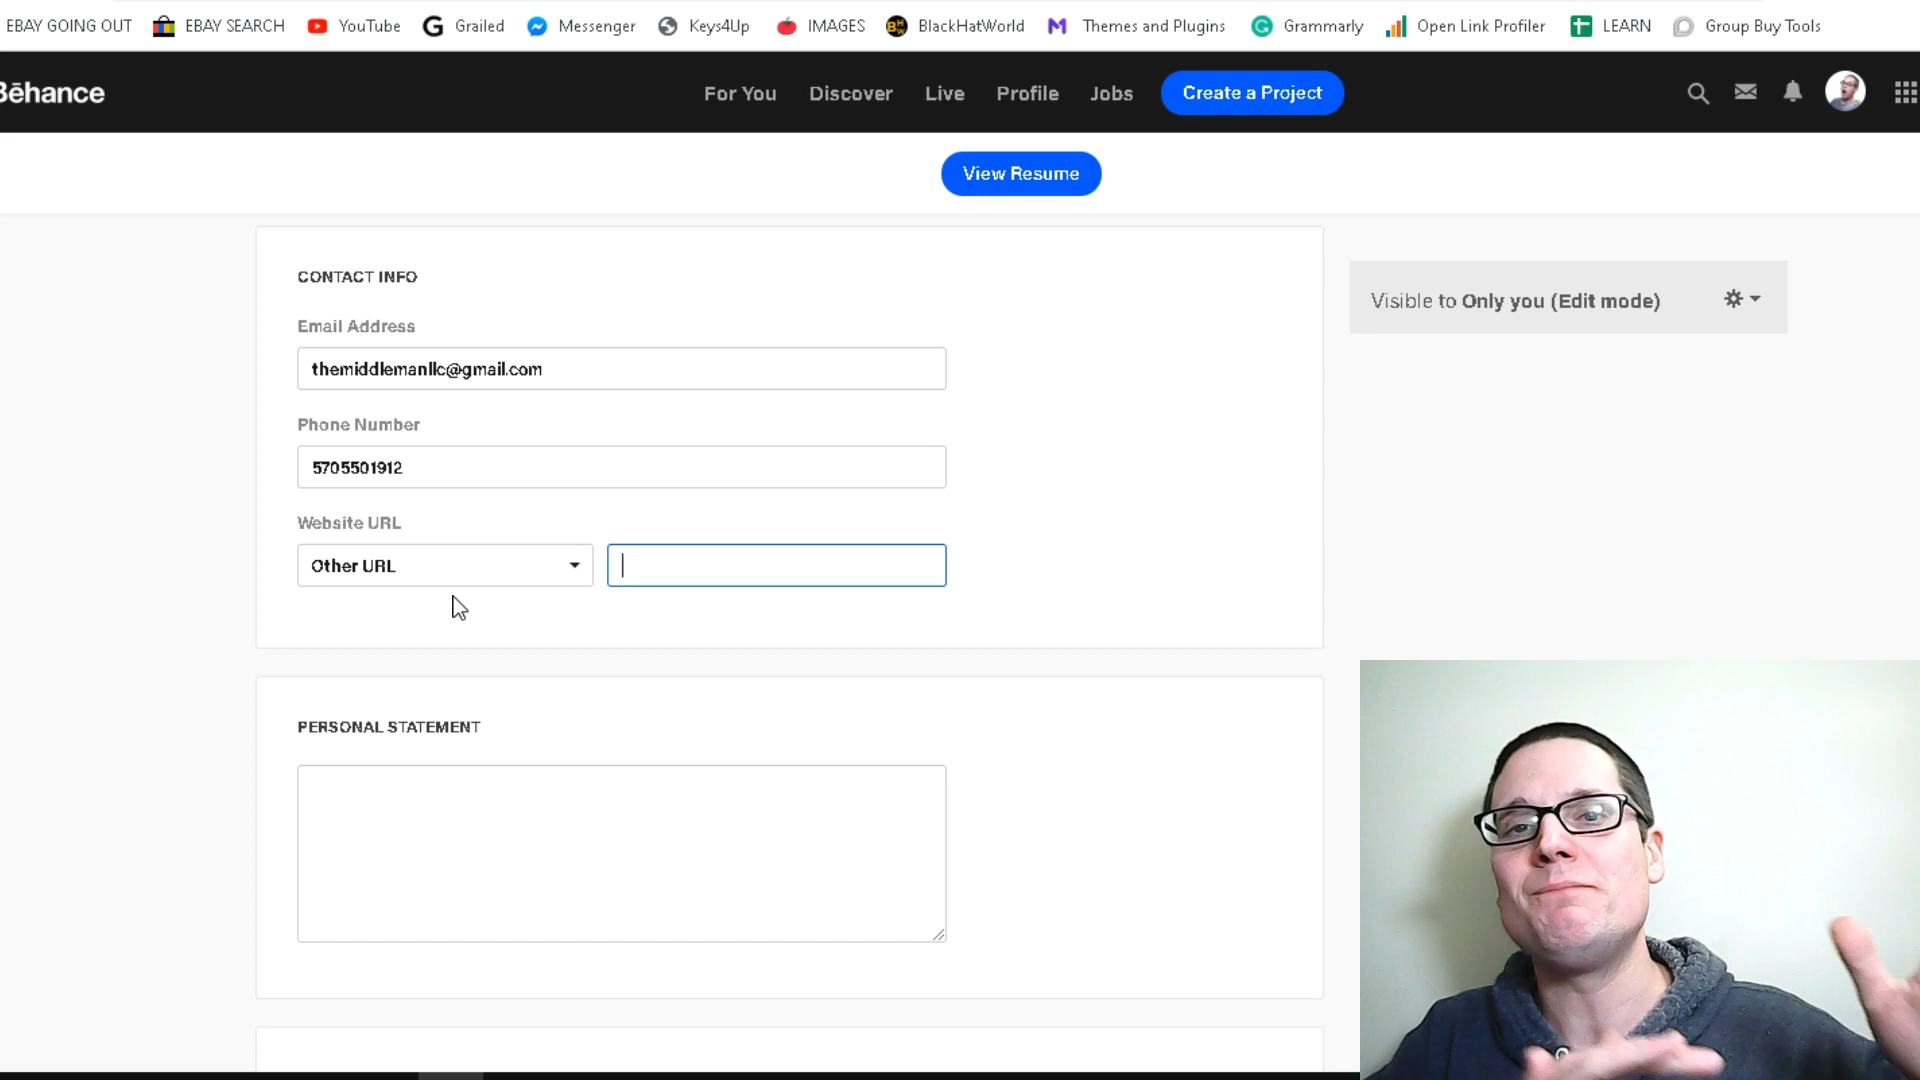 EBAY GOING OUT EBAY SEARCH YouTube G Grailed Messenger Keys4Up IMAGES BlackHatWorld Themes and Plugins Grammarly Open Link Profiler LEARN Group Buy Tools
Bēhance For You Discover Live Profile Jobs Create a Project
View Resume
CONTACT INFO
Visible to Only you (Edit mode)
Email Address
themiddlemanllc@gmail.com
Phone Number
5705501912
Website URL
Other URL
PERSONAL STATEMENT